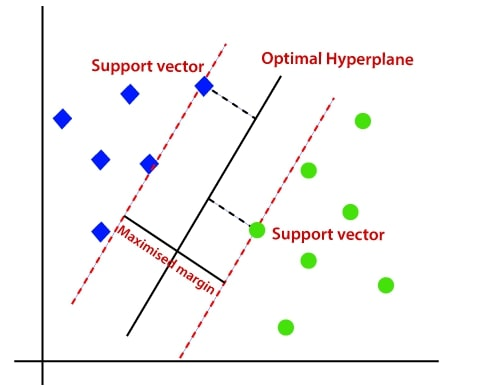 Optimal Hyperplane
Support vector
Support vector
Maximised margin